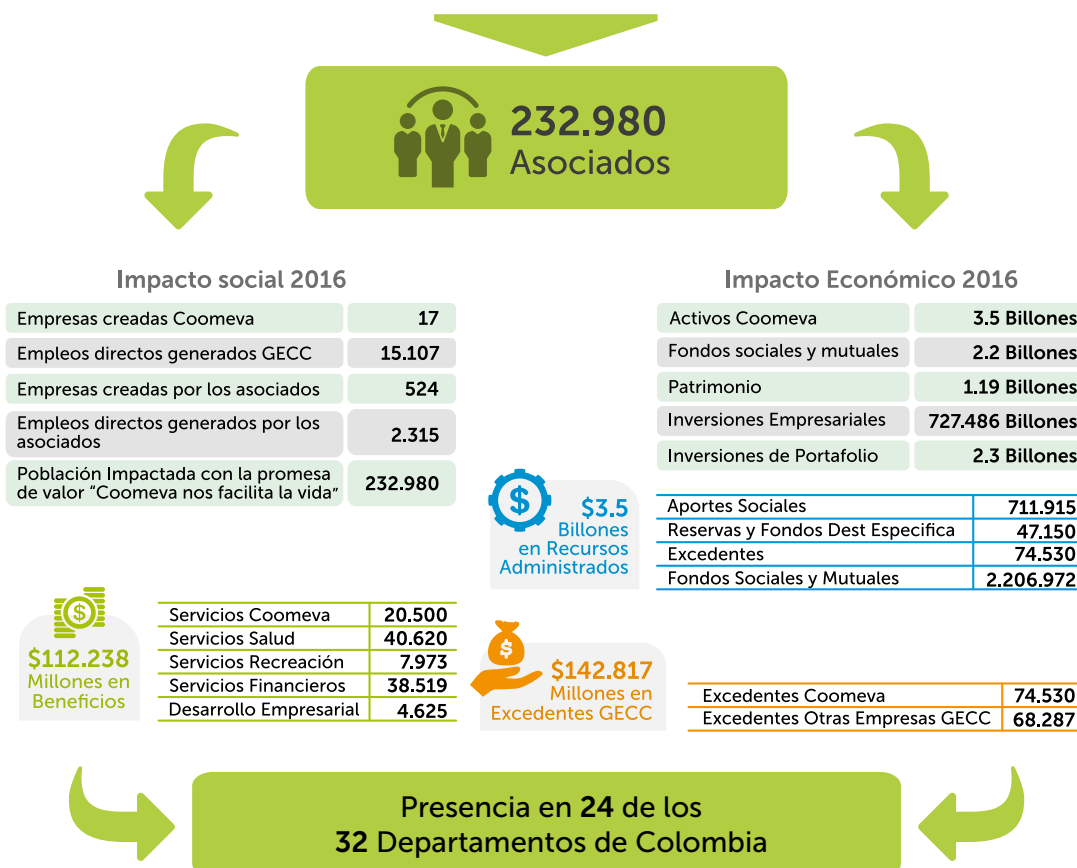 232.980
Asociados
Impacto social 2016
Empresas creadas Coomeva 17
Empleos directos generados GECC 15.107
Empresas creadas por los asociados 524
Empleos directos generados por los
asociados 2.315
Población Impactada con la promesa
de valor “Coomeva nos facilita la vida” 232.980
$112.238
Millones en
Beneficios
Servicios Coomeva 20.500
Servicios Salud 40.620
Servicios Recreación 7.973
Servicios Financieros 38.519
Desarrollo Empresarial 4.625
Impacto Económico 2016
Activos Coomeva 3.5 Billones
Fondos sociales y mutuales 2.2 Billones
Patrimonio 1.19 Billones
Inversiones Empresariales 727.486 Billones
Inversiones de Portafolio 2.3 Billones
$
$3.5
Billones
en Recursos
Administrados
Aportes Sociales 711.915
Reservas y Fondos Dest Especifica 47.150
Excedentes 74.530
Fondos Sociales y Mutuales 2.206.972
$142.817
Millones en
Excedentes GECC
Excedentes Coomeva 74.530
Excedentes Otras Empresas GECC 68.287
Presencia en 24 de los
32 Departamentos de Colombia